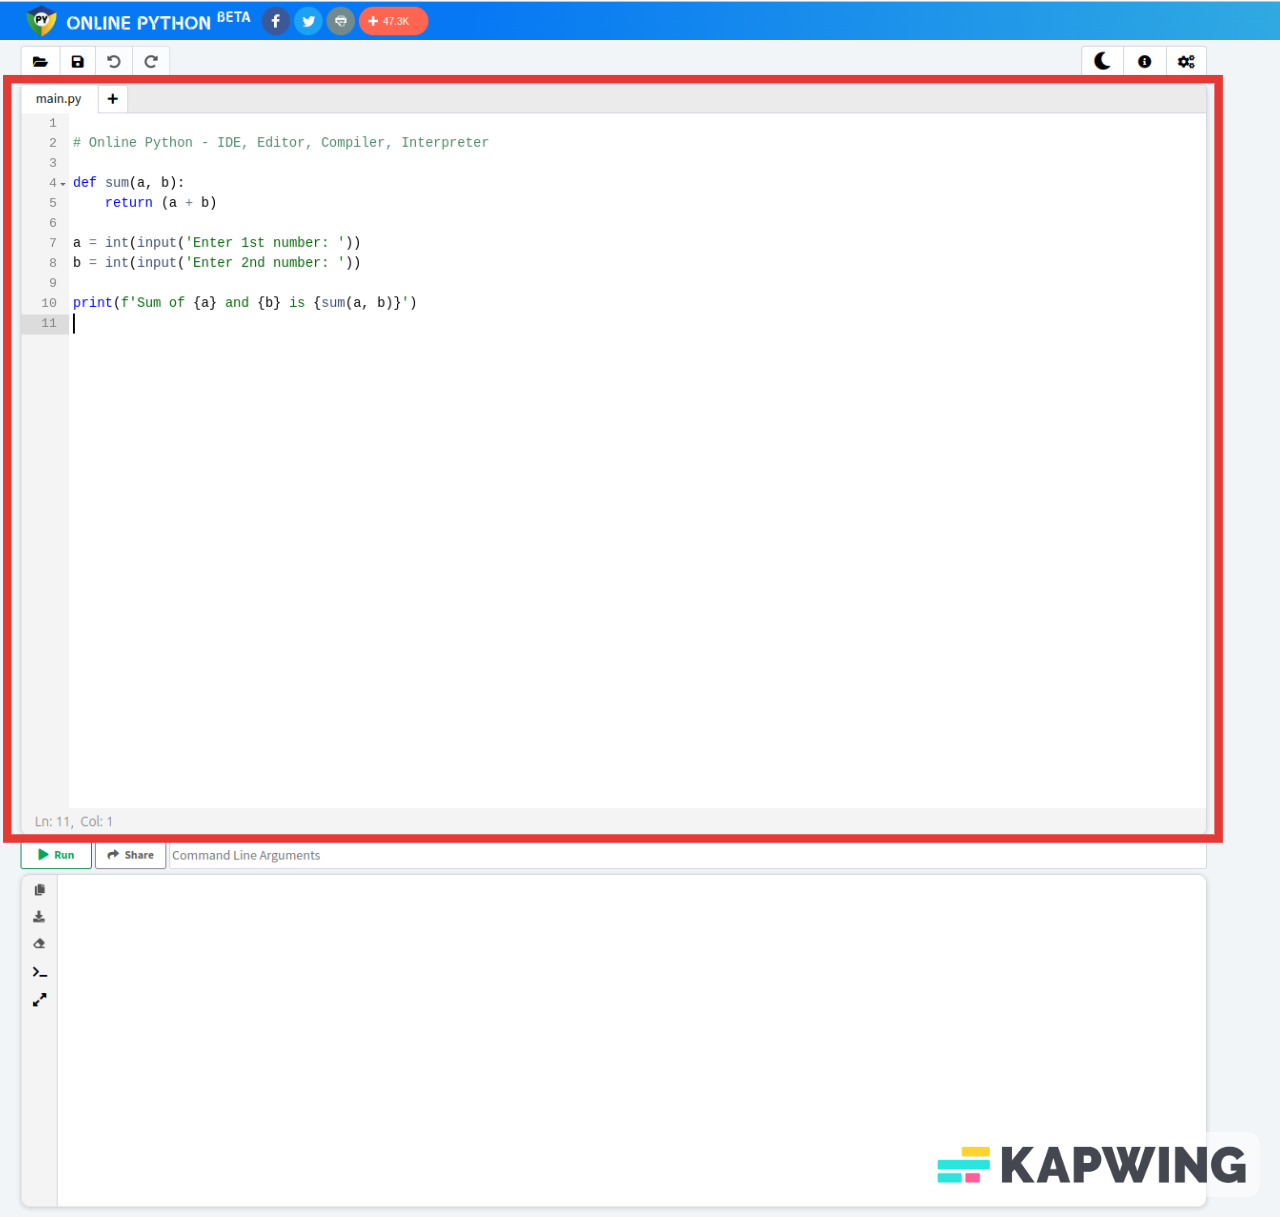 PY ONLINE PYTHON BETA 47.3K
main.py
1
2 # Online Python - IDE, Editor, Compiler, Interpreter
3
4 def sum(a, b):
5 return (a + b)
6
7 a = int(input('Enter 1st number: '))
8 b = int(input('Enter 2nd number: '))
9
10 print(f'Sum of {a} and {b} is {sum(a, b)}')
11
Ln: 11, Col: 1
Run Share Command Line Arguments
KAPWING